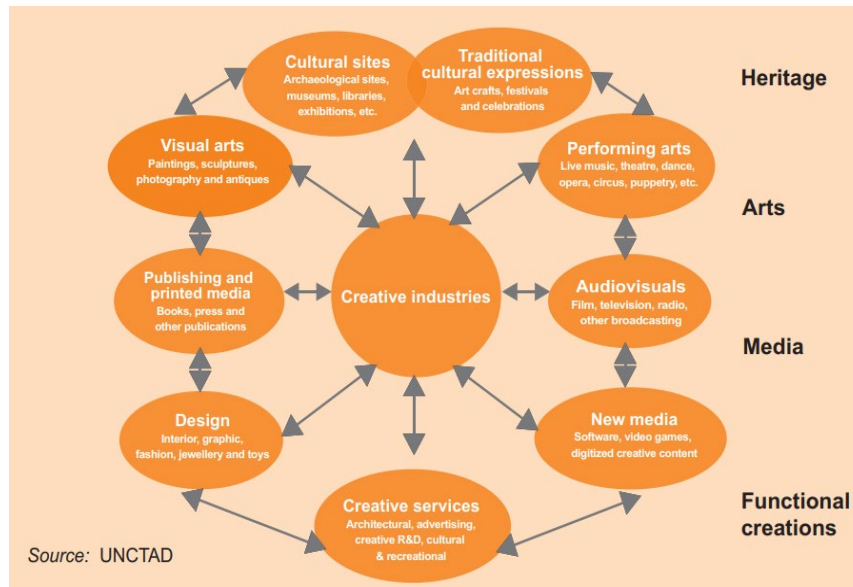 Cultural sites
Archaeological sites,
museums, libraries,
exhibitions, etc.
Traditional
cultural expressions
Art crafts, festivals
and celebrations
Heritage
Visual arts
Paintings, sculptures,
photography and antiques
Performing arts
Live music, theatre, dance,
opera, circus, puppetry, etc.
Arts
Publishing and
printed media
Books, press and
other publications
Creative industries
Audiovisuals
Film, television, radio,
other broadcasting
Media
Design
Interior, graphic,
fashion, jewellery and toys
New media
Software, video games,
digitized creative content
Creative services
Architectural, advertising,
creative R&D, cultural
& recreational
Functional
creations
Source: UNCTAD